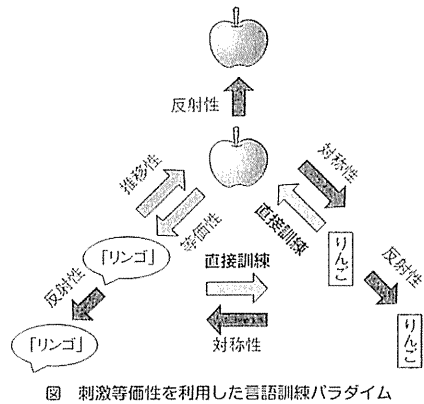 反射性
推移性
等価性
対称性
直接訓練
「リンゴ」
りんご
直接訓練
対称性
反射性
反射性
「リンゴ」
りんご
図 刺激等価性を利用した言語訓練パラダイム